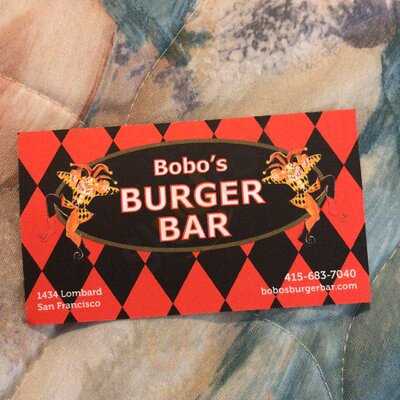 Bobo's
BURGER
BAR
1434 Lombard
San Francisco
415-683-7040
bobosburgerbar.com